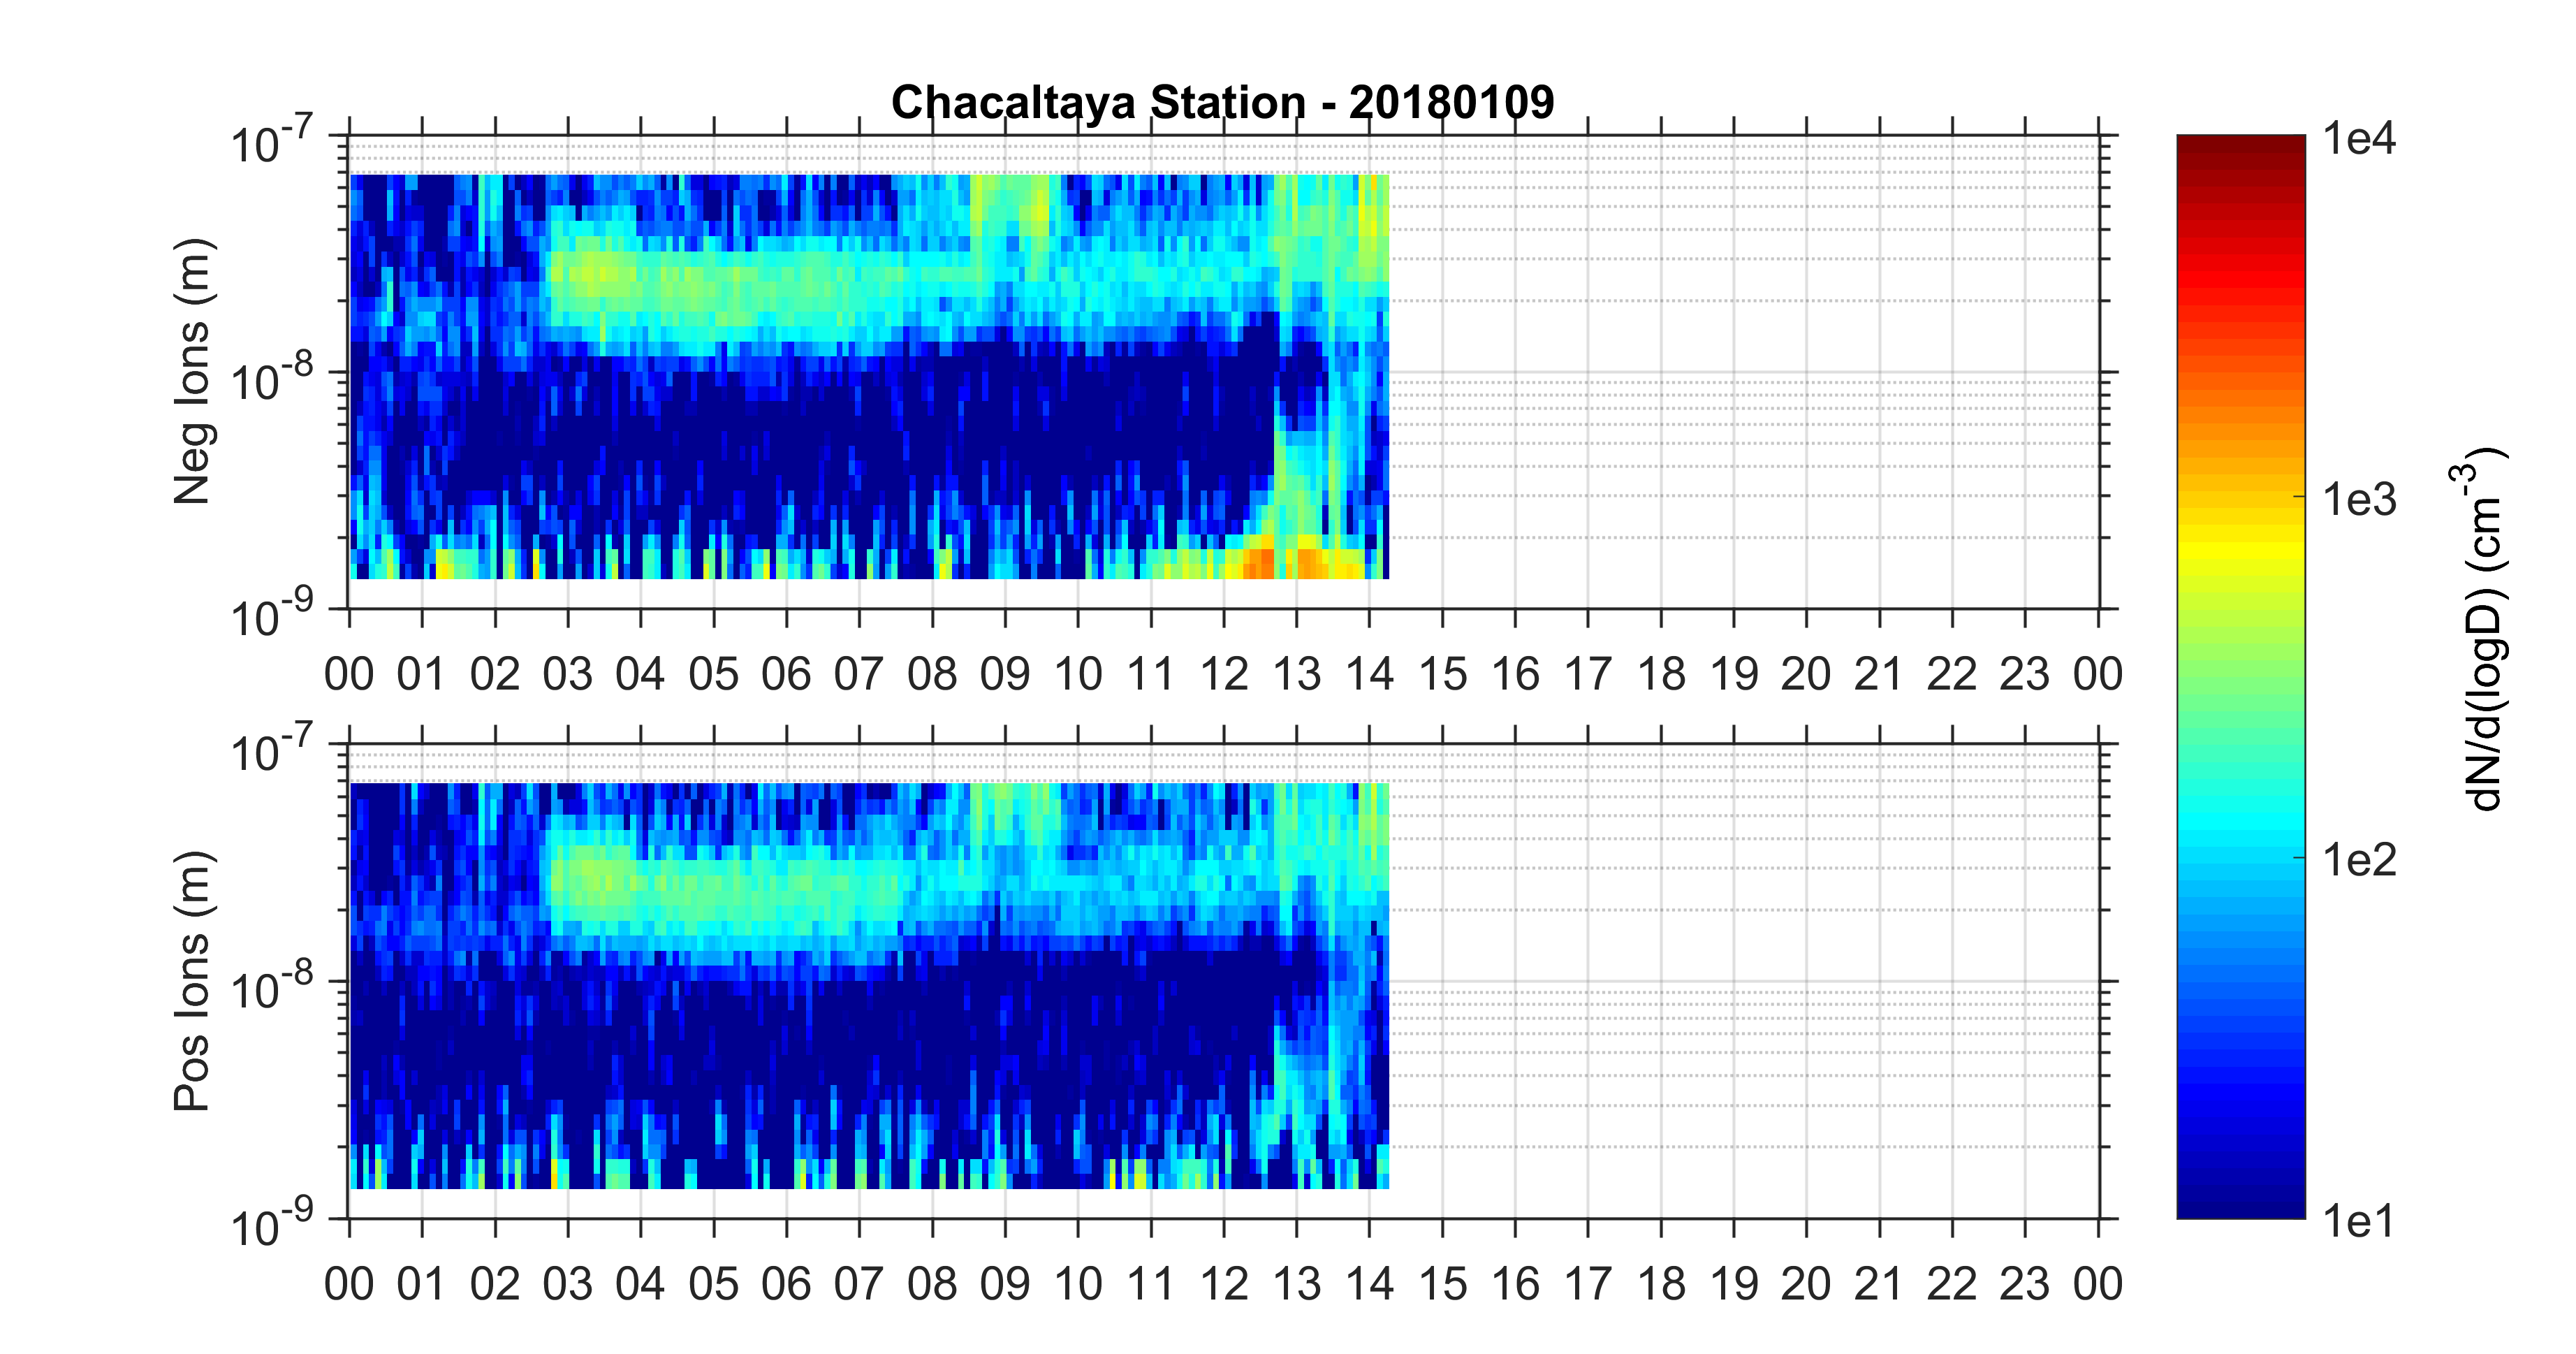 Chacaltaya Station - 20180109
Neg Ions (m)
10⁻⁷
10⁻⁸
10⁻⁹
00 01 02 03 04 05 06 07 08 09 10 11 12 13 14 15 16 17 18 19 20 21 22 23 00
Pos Ions (m)
10⁻⁷
10⁻⁸
10⁻⁹
00 01 02 03 04 05 06 07 08 09 10 11 12 13 14 15 16 17 18 19 20 21 22 23 00
1e4
1e3
1e2
1e1
dN/d(logD) (cm⁻³)